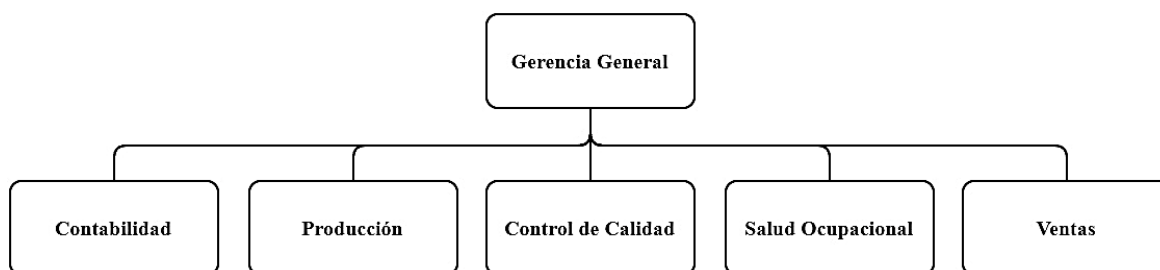 Gerencia General
Contabilidad
Producción
Control de Calidad
Salud Ocupacional
Ventas